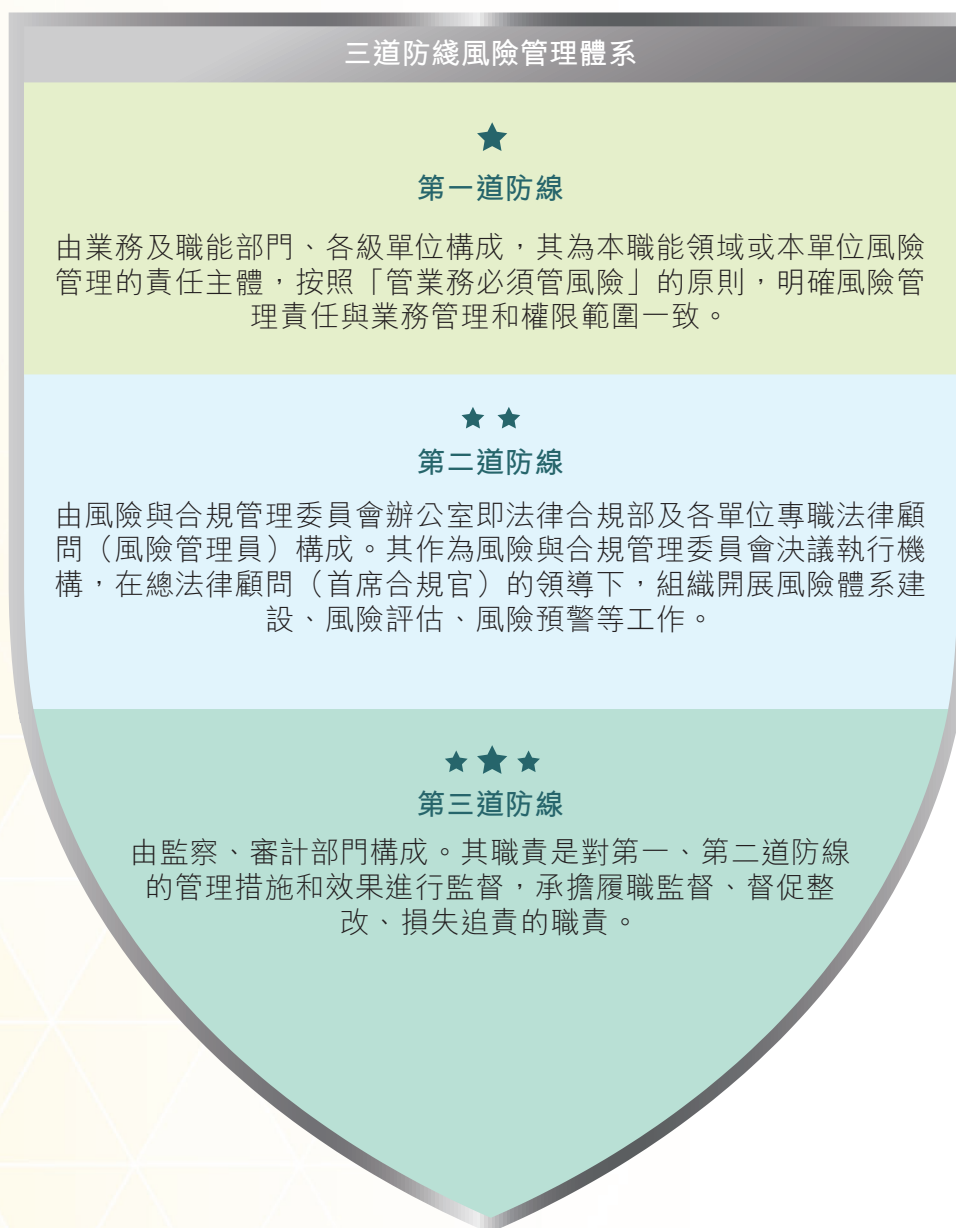 三道防綫風險管理體系
第一道防線
由業務及職能部門、各級單位構成，其為本職能領域或本單位風險
管理的責任主體，按照「管業務必須管風險」的原則，明確風險管
理責任與業務管理和權限範圍一致。
第二道防線
由風險與合規管理委員會辦公室即法律合規部及各單位專職法律顧
問（風險管理員）構成。其作為風險與合規管理委員會決議執行機
構，在總法律顧問（首席合規官）的領導下，組織開展風險體系建
設、風險評估、風險預警等工作。
第三道防線
由監察、審計部門構成。其職責是對第一、第二道防線
的管理措施和效果進行監督，承擔履職監督、督促整
改、損失追責的職責。